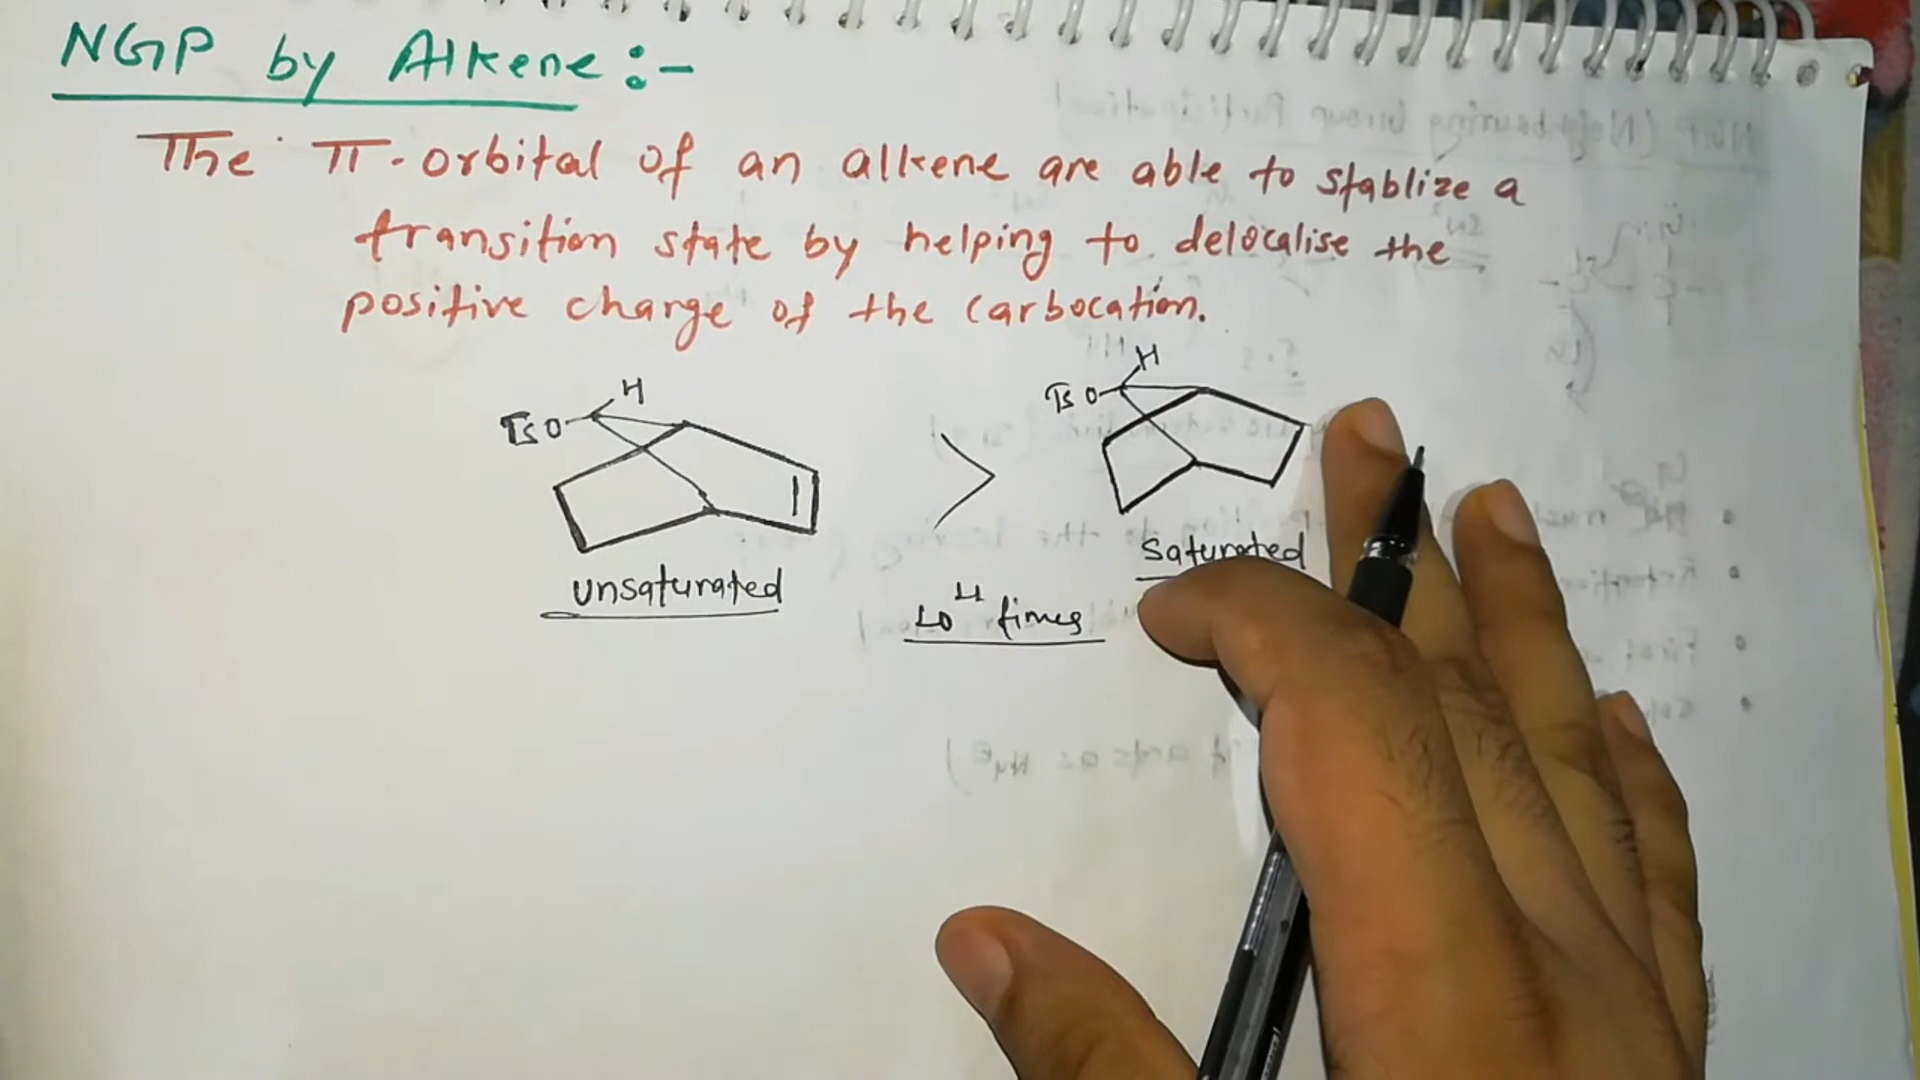 NGP by Alkene:-
The π-orbital of an alkene are able to stablize a
transition state by helping to delocalise the
positive charge of the carbocation.
H
TsO
H
TsO
>
unsaturated
saturated
10⁴ times